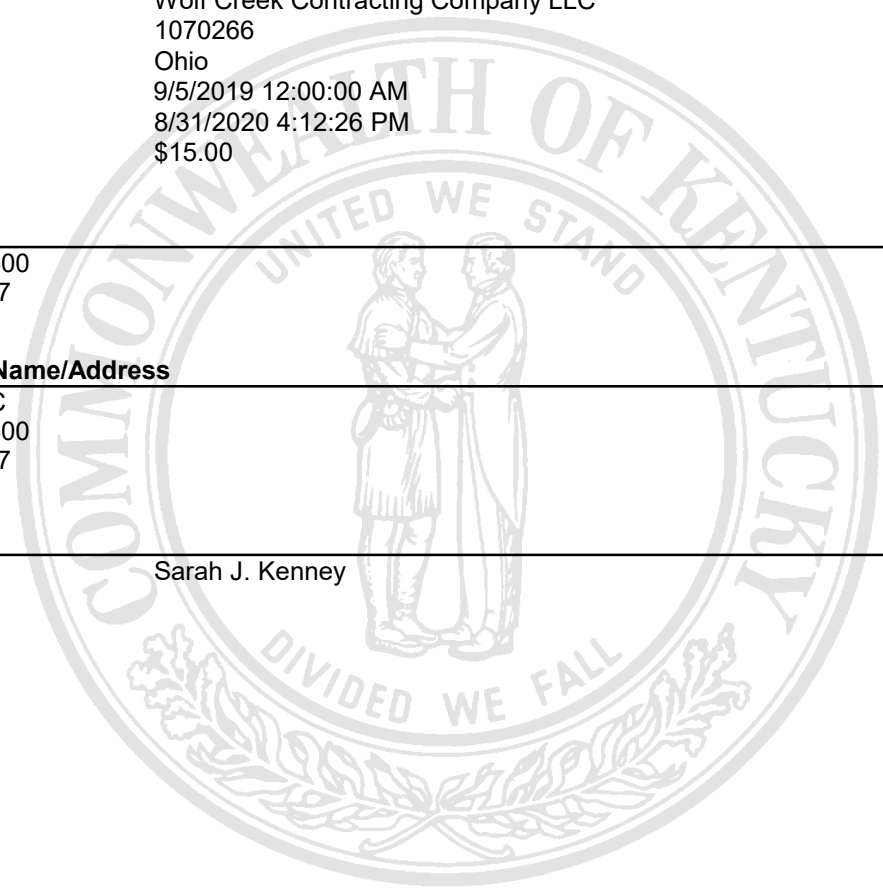 Wolf Creek Contracting Company LLC
1070266
Ohio
9/5/2019 12:00:00 AM
8/31/2020 4:12:26 PM
$15.00
00
7
Name/Address
C
00
7
Sarah J. Kenney
COMMONWEALTH OF KENTUCKY
UNITED WE STAND
DIVIDED WE FALL